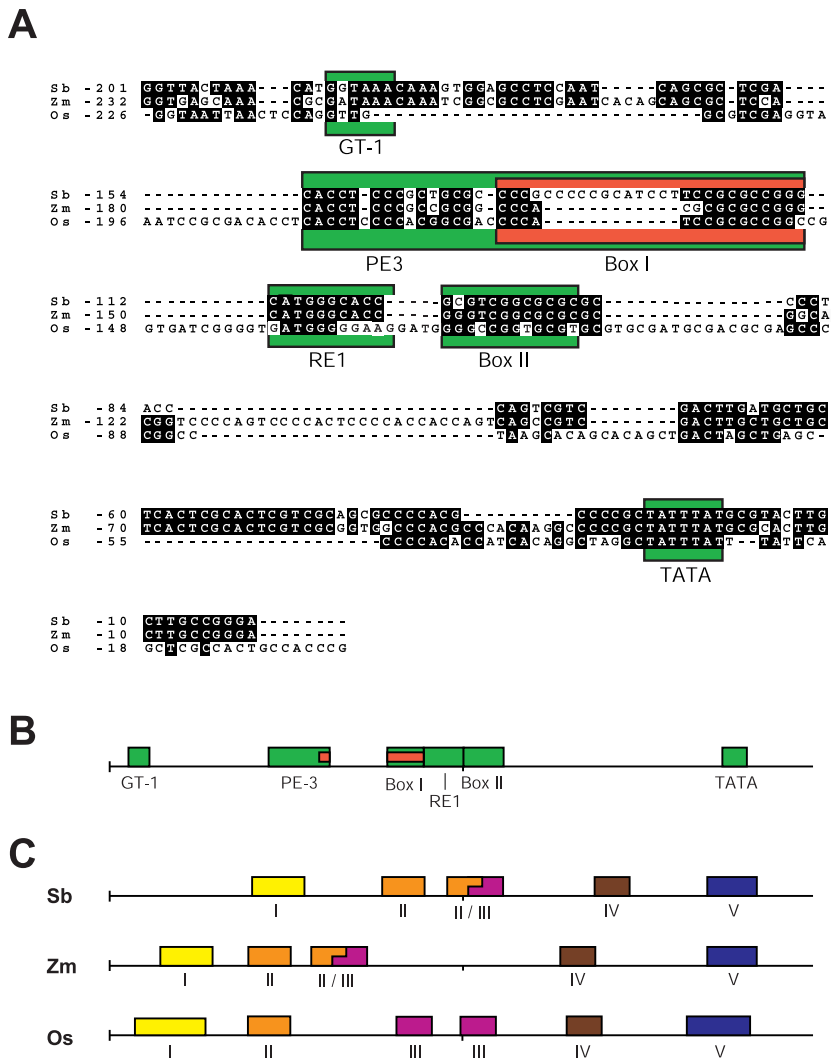 A
Sb -201 GGTTACTAAA---CATGGTAAACAAAGTGGAGCCTCCAAT-----CAGCGC-TCGA----
Zm -232 GGTGAGCAAA---CGCGATAAACAAATCGGCGCCTCGAATCACAGCAGCGC-TCCA----
Os -226 -GGTAATTAACTCCAGGTTG-----------------------------GCGTCGAGGTA
GT-1
Sb -154 --------------CACCT-CCCGCTGCGC-CCCGCCCCCGCATCCTTCCGCGCCGGG--
Zm -180 --------------CACCT-CCCGCCGCGG-CCCA------------CGCGCGCCGGG--
Os -196 AATCCGCGACACCTCACCTCCCCACGGCGACCCCA------------TCCGCGCCGGCCG
PE3 Box I
Sb -112 -----------CATGGGCACC-----GCGTCGGCGCGCGC----------------CCCT
Zm -150 -----------CATGGGCACC-----GGGTCGGCGCGCGC----------------GGCA
Os -148 GTGATCGGGGTGATGGGGGAAGGATGGGGCCGGTGCGTGCGTGCGATGCGACGCGAGCCC
RE1 Box II
Sb -84 ACC----------------------------CAGTCGTC--------GACTTGATGCTGC
Zm -122 CGGTCCCCAGTCCCCACTCCCCACCACCAGTCAGCCGTC--------GACTTGCTGCTGC
Os -88 CGGCC--------------------------TAAGCACAGCACAGCTGACTAGCTGAGC-
Sb -60 TCACTCGCACTCGTCGCAGCGCCCCACG----------CCCCGCTATTTATGCGTACTTG
Zm -70 TCACTCGCACTCGTCGCGGTGGCCCACGCCCACAAGGCCCCCGCTATTTATGCGCACTTG
Os -55 ---------------------CCCCACACCATCACAGGCTAGGCTATTTATT--TATTCA
TATA
Sb -10 CTTGCCGGGA--------
Zm -10 CTTGCCGGGA--------
Os -18 GCTCGCCACTGCCACCCG
B
GT-1 PE-3 Box I RE1 Box II TATA
C
Sb
I II II / III IV V
Zm
I II II / III IV V
Os
I II III III IV V